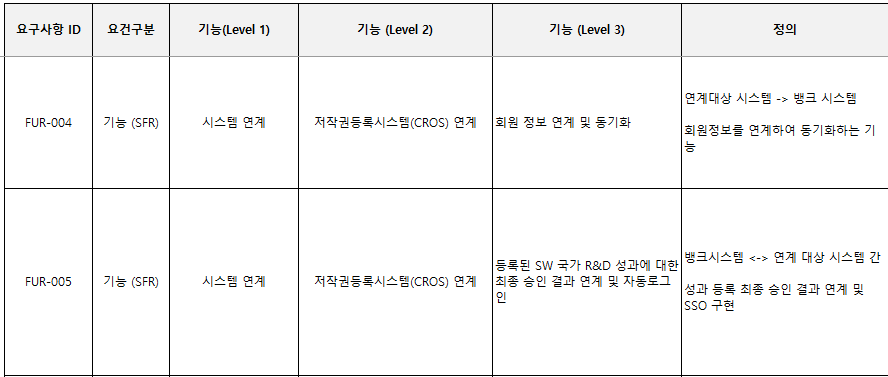 요구사항 ID 요건구분 기능(Level 1) 기능 (Level 2) 기능 (Level 3) 정의
FUR-004 기능 (SFR) 시스템 연계 저작권등록시스템(CROS) 연계 회원 정보 연계 및 동기화
연계대상 시스템 -> 뱅크 시스템
회원정보를 연계하여 동기화하는 기
능
FUR-005 기능 (SFR) 시스템 연계 저작권등록시스템(CROS) 연계
등록된 SW 국가 R&D 성과에 대한
최종 승인 결과 연계 및 자동로그
인
뱅크시스템 <-> 연계 대상 시스템 간
성과 등록 최종 승인 결과 연계 및
SSO 구현